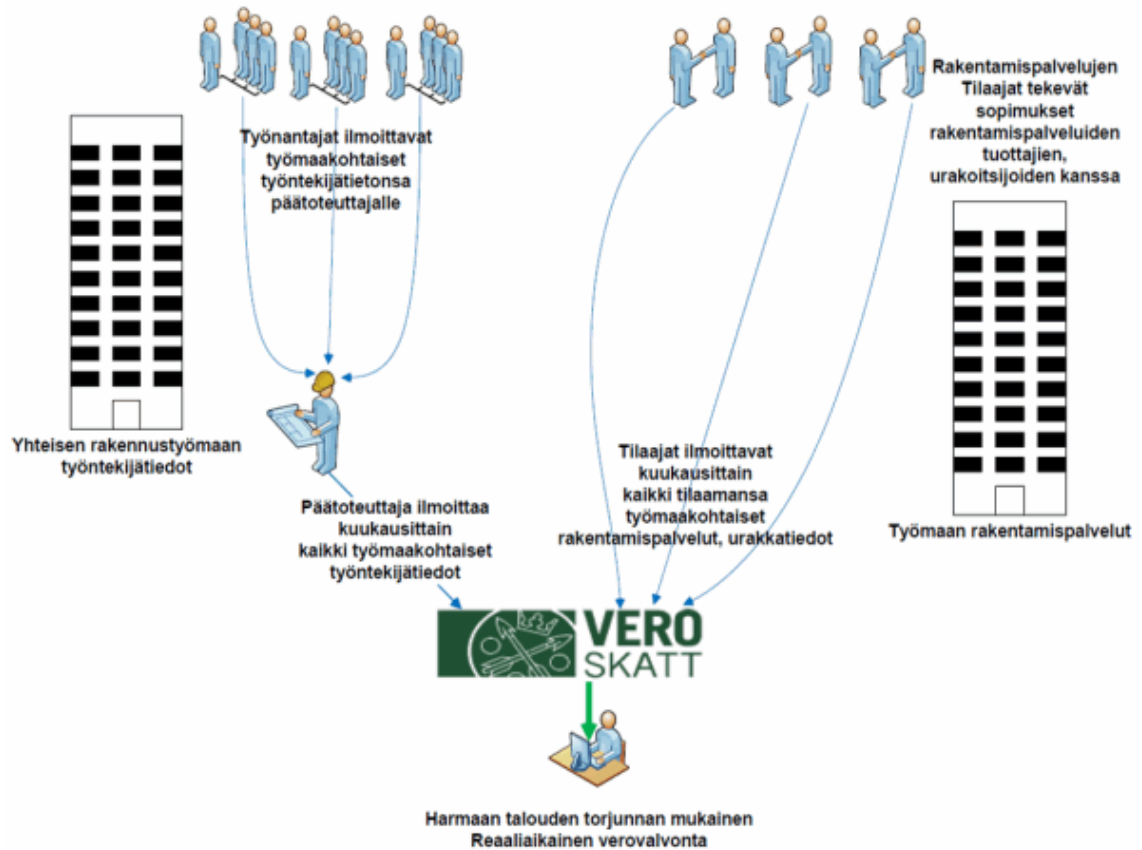 Työnantajat ilmoittavat
työmaakohtaiset
työntekijätietonsa
päätoteuttajalle
Rakentamispalvelujen
Tilaajat tekevät
sopimukset
rakentamispalveluiden
tuottajien,
urakoitsijoiden kanssa
Yhteisen rakennustyömaan
työntekijätiedot
Päätoteuttaja ilmoittaa
kuukausittain
kaikki työmaakohtaiset
työntekijätiedot
Tilaajat ilmoittavat
kuukausittain
kaikki tilaamansa
työmaakohtaiset
rakentamispalvelut, urakkatiedot
Työmaan rakentamispalvelut
VERO
SKATT
Harmaan talouden torjunnan mukainen
Reaaliaikainen verovalvonta